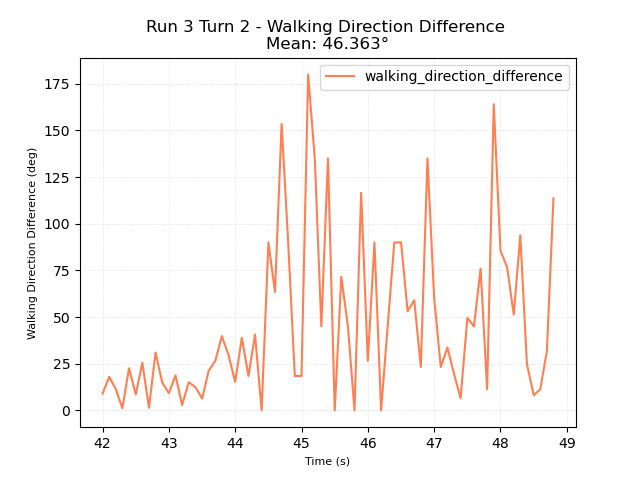 Run 3 Turn 2 - Walking Direction Difference
Mean: 46.363°
walking_direction_difference
175
150
125
100
75
50
25
0
Walking Direction Difference (deg)
42 43 44 45 46 47 48 49
Time (s)